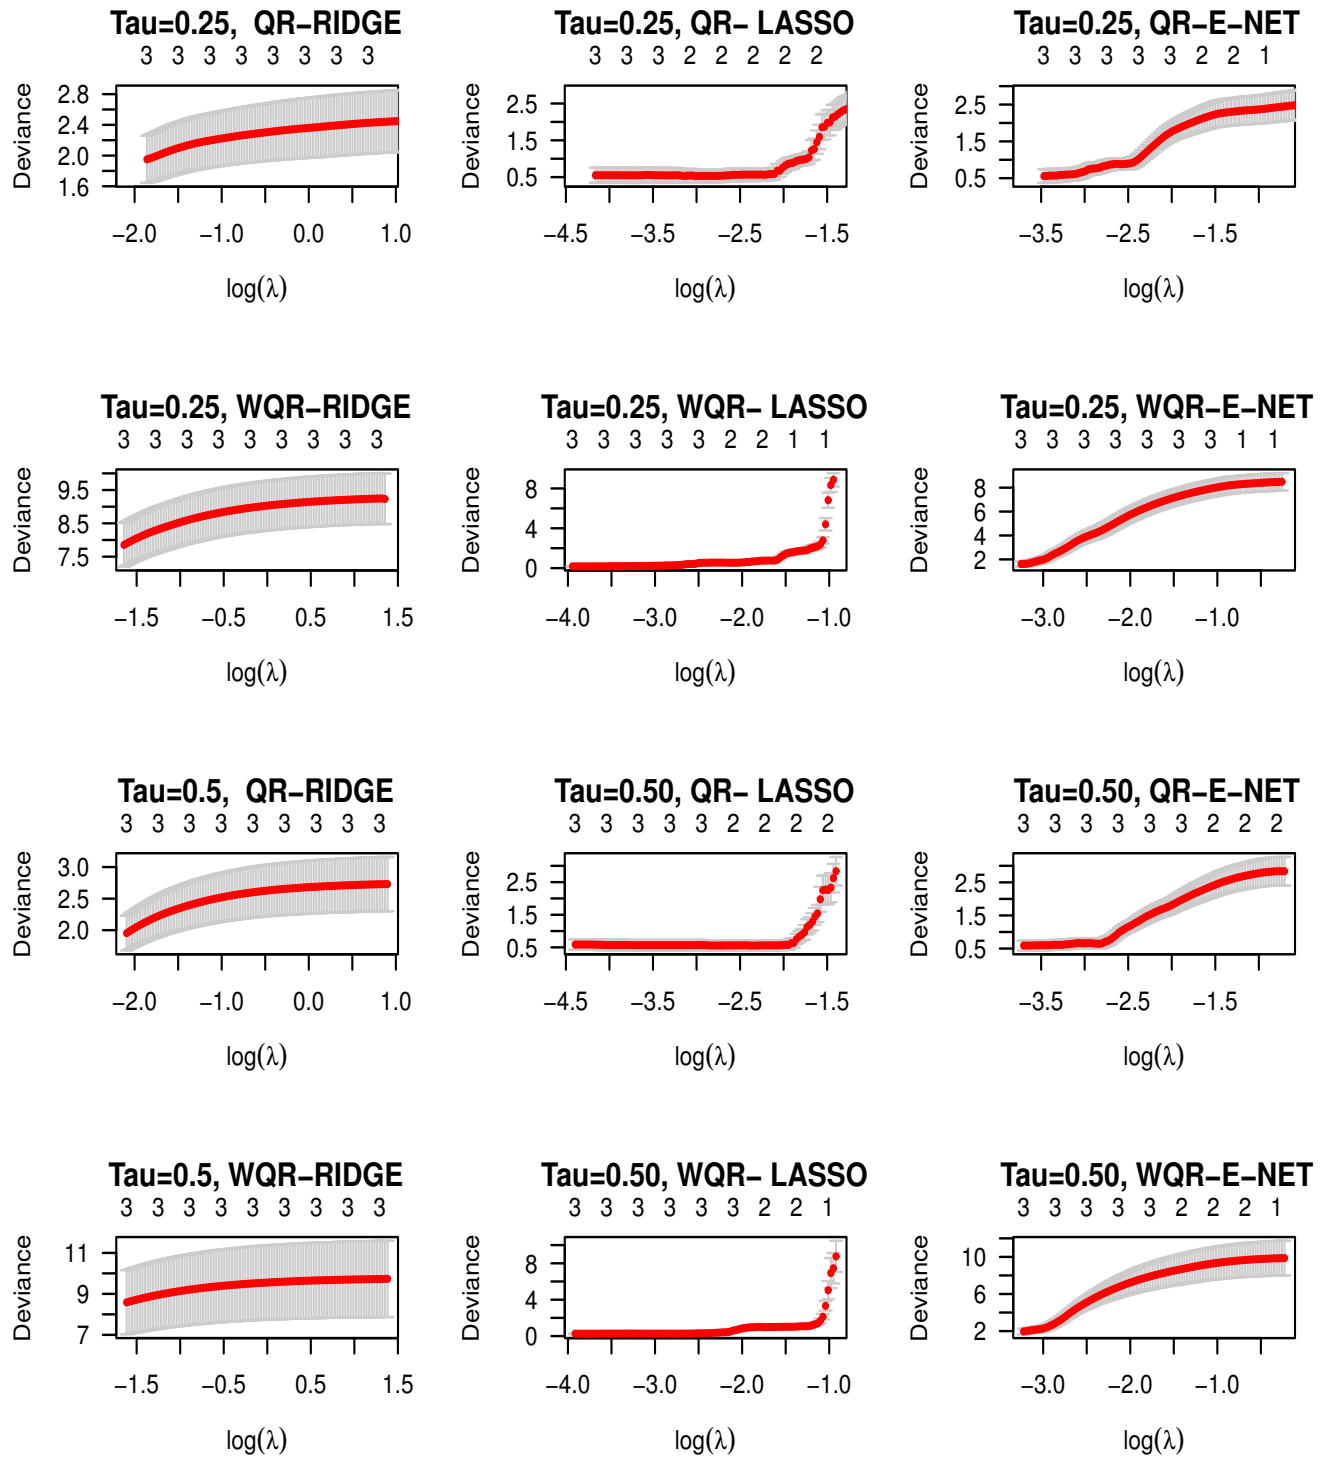 Tau=0.25,  QR−RIDGE
3 3 3 3 3 3 3 3
Deviance
2.8
2.4
2.0
1.6
−2.0 −1.0 0.0 1.0
log(λ)
Tau=0.25, QR− LASSO
3 3 3 2 2 2 2 2
Deviance
2.5
1.5
0.5
−4.5 −3.5 −2.5 −1.5
log(λ)
Tau=0.25, QR−E−NET
3 3 3 3 3 2 2 1
Deviance
2.5
1.5
0.5
−3.5 −2.5 −1.5
log(λ)
Tau=0.25, WQR−RIDGE
3 3 3 3 3 3 3 3 3
Deviance
9.5
8.5
7.5
−1.5 −0.5 0.5 1.5
log(λ)
Tau=0.25, WQR− LASSO
3 3 3 3 3 2 2 1 1
Deviance
8
4
0
−4.0 −3.0 −2.0 −1.0
log(λ)
Tau=0.25, WQR−E−NET
3 3 3 3 3 3 3 1 1
Deviance
8
6
4
2
−3.0 −2.0 −1.0
log(λ)
Tau=0.5,  QR−RIDGE
3 3 3 3 3 3 3 3 3
Deviance
3.0
2.5
2.0
−2.0 −1.0 0.0 1.0
log(λ)
Tau=0.50, QR− LASSO
3 3 3 3 3 2 2 2 2
Deviance
2.5
1.5
0.5
−4.5 −3.5 −2.5 −1.5
log(λ)
Tau=0.50, QR−E−NET
3 3 3 3 3 3 2 2 2
Deviance
2.5
1.5
0.5
−3.5 −2.5 −1.5
log(λ)
Tau=0.5, WQR−RIDGE
3 3 3 3 3 3 3 3 3
Deviance
11
9
7
−1.5 −0.5 0.5 1.5
log(λ)
Tau=0.50, WQR− LASSO
3 3 3 3 3 3 2 2 1
Deviance
8
4
0
−4.0 −3.0 −2.0 −1.0
log(λ)
Tau=0.50, WQR−E−NET
3 3 3 3 3 2 2 2 1
Deviance
10
6
2
−3.0 −2.0 −1.0
log(λ)